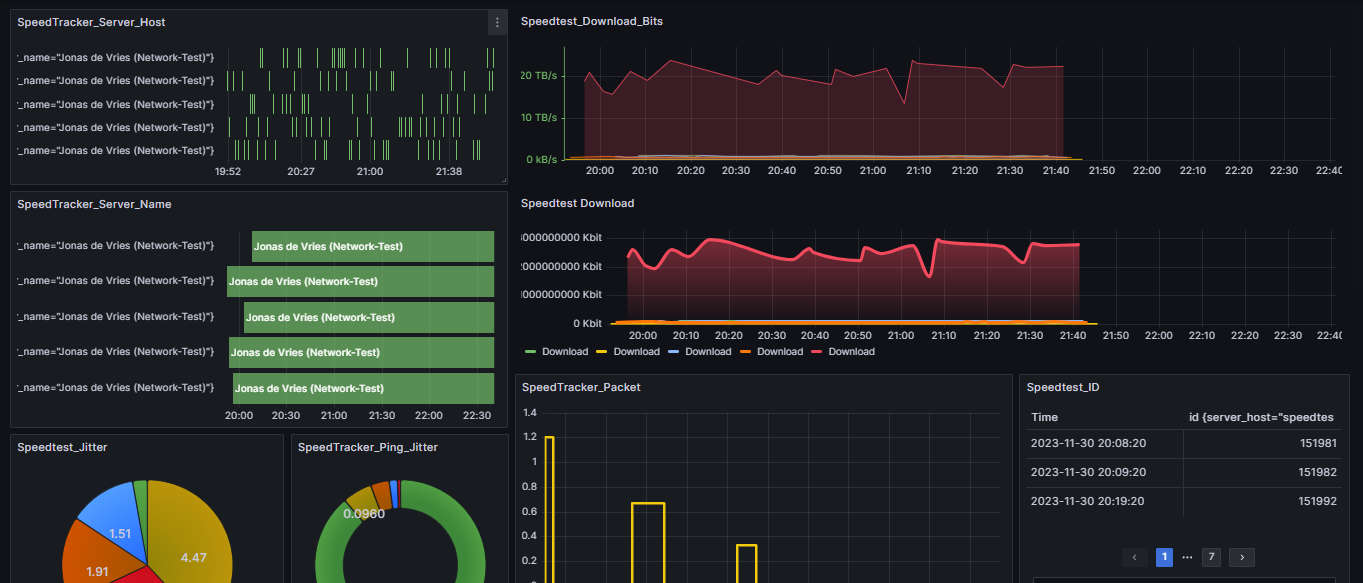 SpeedTracker_Server_Host
:_name="Jonas de Vries (Network-Test)"}
:_name="Jonas de Vries (Network-Test)"}
:_name="Jonas de Vries (Network-Test)"}
:_name="Jonas de Vries (Network-Test)"}
:_name="Jonas de Vries (Network-Test)"}
19:52 20:27 21:00 21:38
Speedtest_Download_Bits
20 TB/s
10 TB/s
0 kB/s
20:00 20:10 20:20 20:30 20:40 20:50 21:00 21:10 21:20 21:30 21:40 21:50 22:00 22:10 22:20 22:30 22:40
SpeedTracker_Server_Name
:_name="Jonas de Vries (Network-Test)"} Jonas de Vries (Network-Test)
:_name="Jonas de Vries (Network-Test)"} Jonas de Vries (Network-Test)
:_name="Jonas de Vries (Network-Test)"} Jonas de Vries (Network-Test)
:_name="Jonas de Vries (Network-Test)"} Jonas de Vries (Network-Test)
:_name="Jonas de Vries (Network-Test)"} Jonas de Vries (Network-Test)
20:00 20:30 21:00 21:30 22:00 22:30
Speedtest Download
3000000000 Kbit
2000000000 Kbit
1000000000 Kbit
0 Kbit
20:00 20:10 20:20 20:30 20:40 20:50 21:00 21:10 21:20 21:30 21:40 21:50 22:00 22:10 22:20 22:30 22:40
Download Download Download Download Download
Speedtest_Jitter
1.51
4.47
1.91
SpeedTracker_Ping_Jitter
0.0960
SpeedTracker_Packet
1.4
1.2
1
0.8
0.6
0.4
0.2
Speedtest_ID
Time id {server_host="speedtes
2023-11-30 20:08:20 151981
2023-11-30 20:09:20 151982
2023-11-30 20:19:20 151992
‹ 1 ... 7 ›